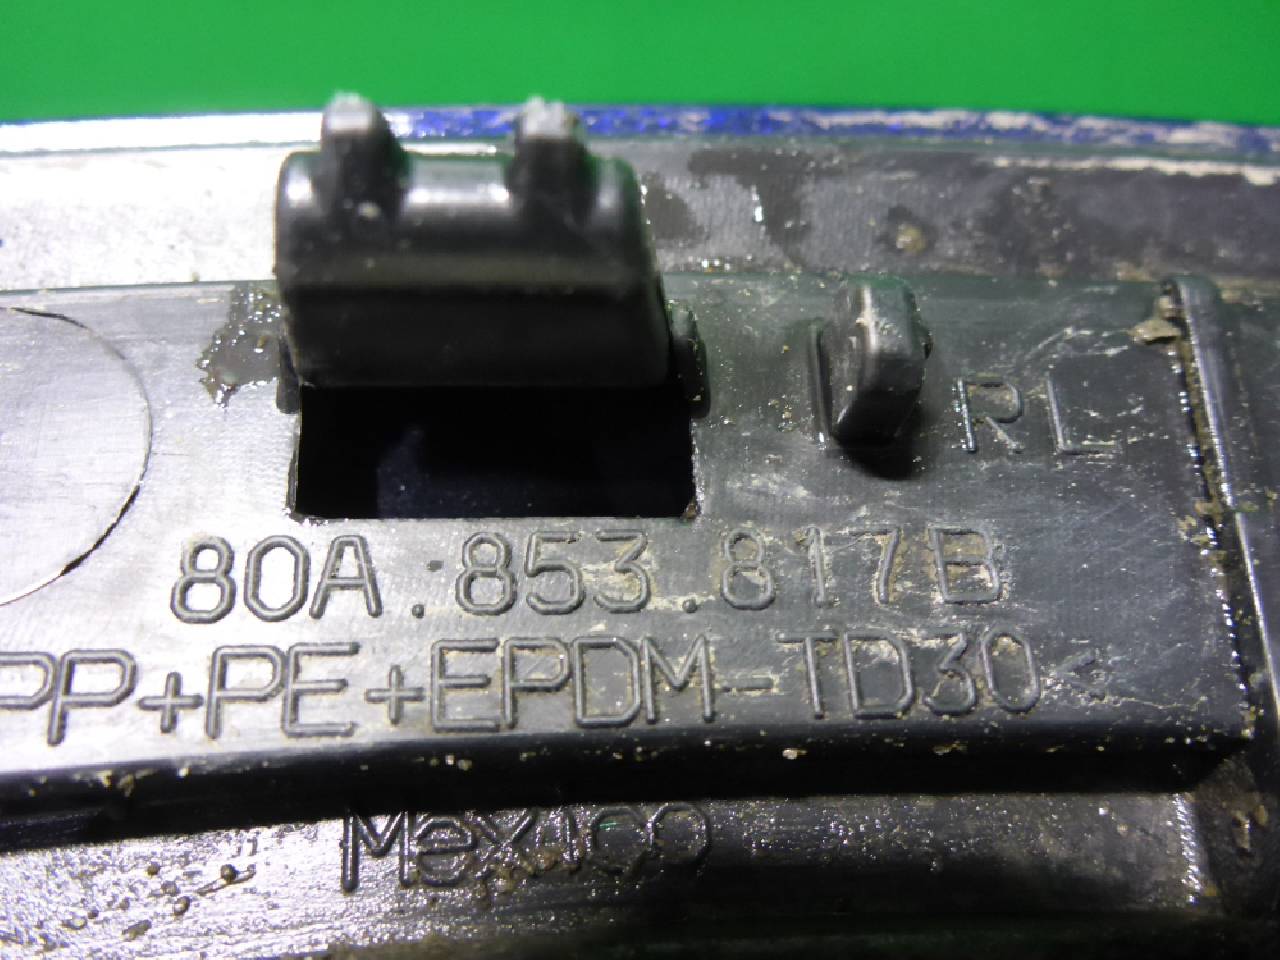 RL
80A.853.817B
PP+PE+EPDM-TD30<
Mexico